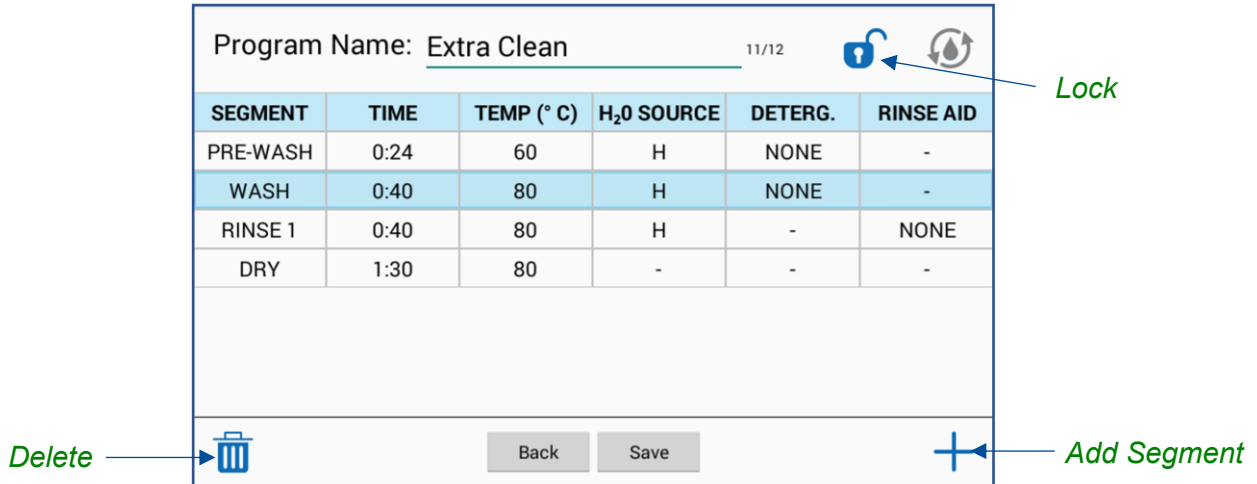 Program Name: Extra Clean 11/12
Lock
SEGMENT TIME TEMP (° C) H₂0 SOURCE DETERG. RINSE AID
PRE-WASH 0:24 60 H NONE -
WASH 0:40 80 H NONE -
RINSE 1 0:40 80 H - NONE
DRY 1:30 80 - - -
Delete Back Save Add Segment